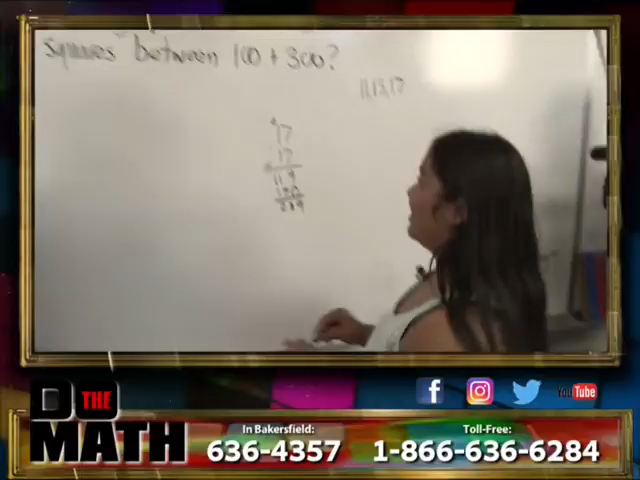 squares between 100 + 300?
11,13,17
17
17
119
289
DO THE
MATH
f
YouTube
In Bakersfield:
636-4357
Toll-Free:
1-866-636-6284